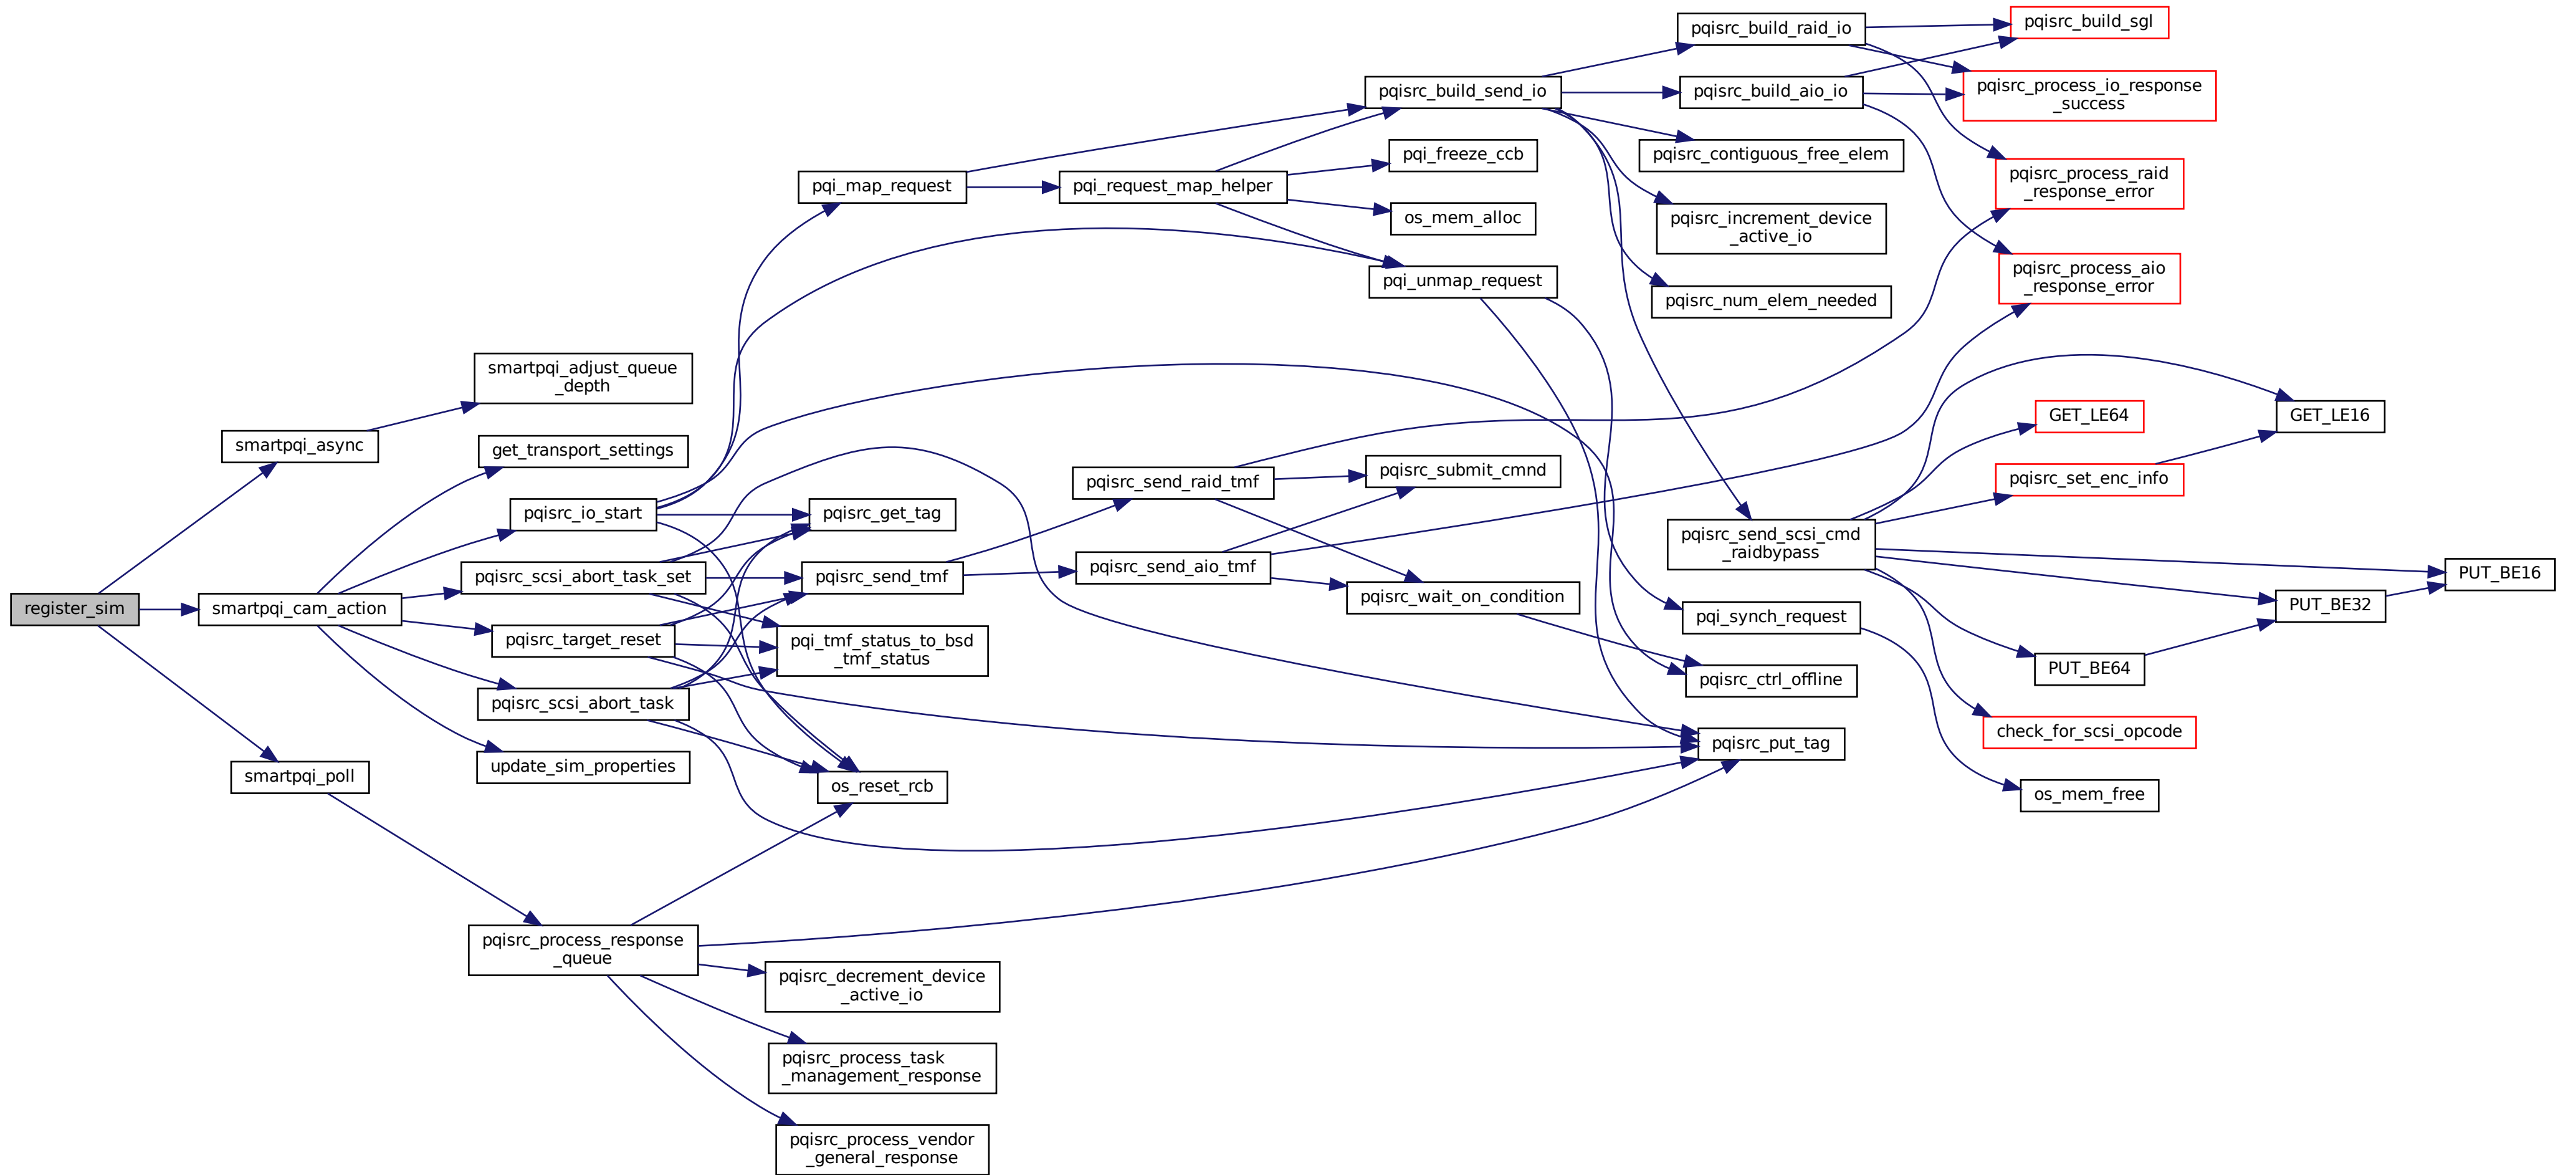 register_sim
smartpqi_async
smartpqi_cam_action
smartpqi_poll
smartpqi_adjust_queue
_depth
get_transport_settings
pqisrc_io_start
pqisrc_scsi_abort_task_set
pqisrc_target_reset
pqisrc_scsi_abort_task
update_sim_properties
pqisrc_process_response
_queue
pqi_map_request
pqisrc_get_tag
pqisrc_send_tmf
pqi_tmf_status_to_bsd
_tmf_status
os_reset_rcb
pqisrc_decrement_device
_active_io
pqisrc_process_task
_management_response
pqisrc_process_vendor
_general_response
pqi_request_map_helper
pqisrc_send_raid_tmf
pqisrc_send_aio_tmf
pqisrc_build_send_io
pqi_freeze_ccb
os_mem_alloc
pqi_unmap_request
pqisrc_submit_cmnd
pqisrc_wait_on_condition
pqisrc_build_raid_io
pqisrc_build_aio_io
pqisrc_contiguous_free_elem
pqisrc_increment_device
_active_io
pqisrc_num_elem_needed
pqisrc_send_scsi_cmd
_raidbypass
pqi_synch_request
pqisrc_ctrl_offline
pqisrc_put_tag
pqisrc_build_sgl
pqisrc_process_io_response
_success
pqisrc_process_raid
_response_error
pqisrc_process_aio
_response_error
GET_LE64
pqisrc_set_enc_info
PUT_BE64
check_for_scsi_opcode
os_mem_free
GET_LE16
PUT_BE32
PUT_BE16